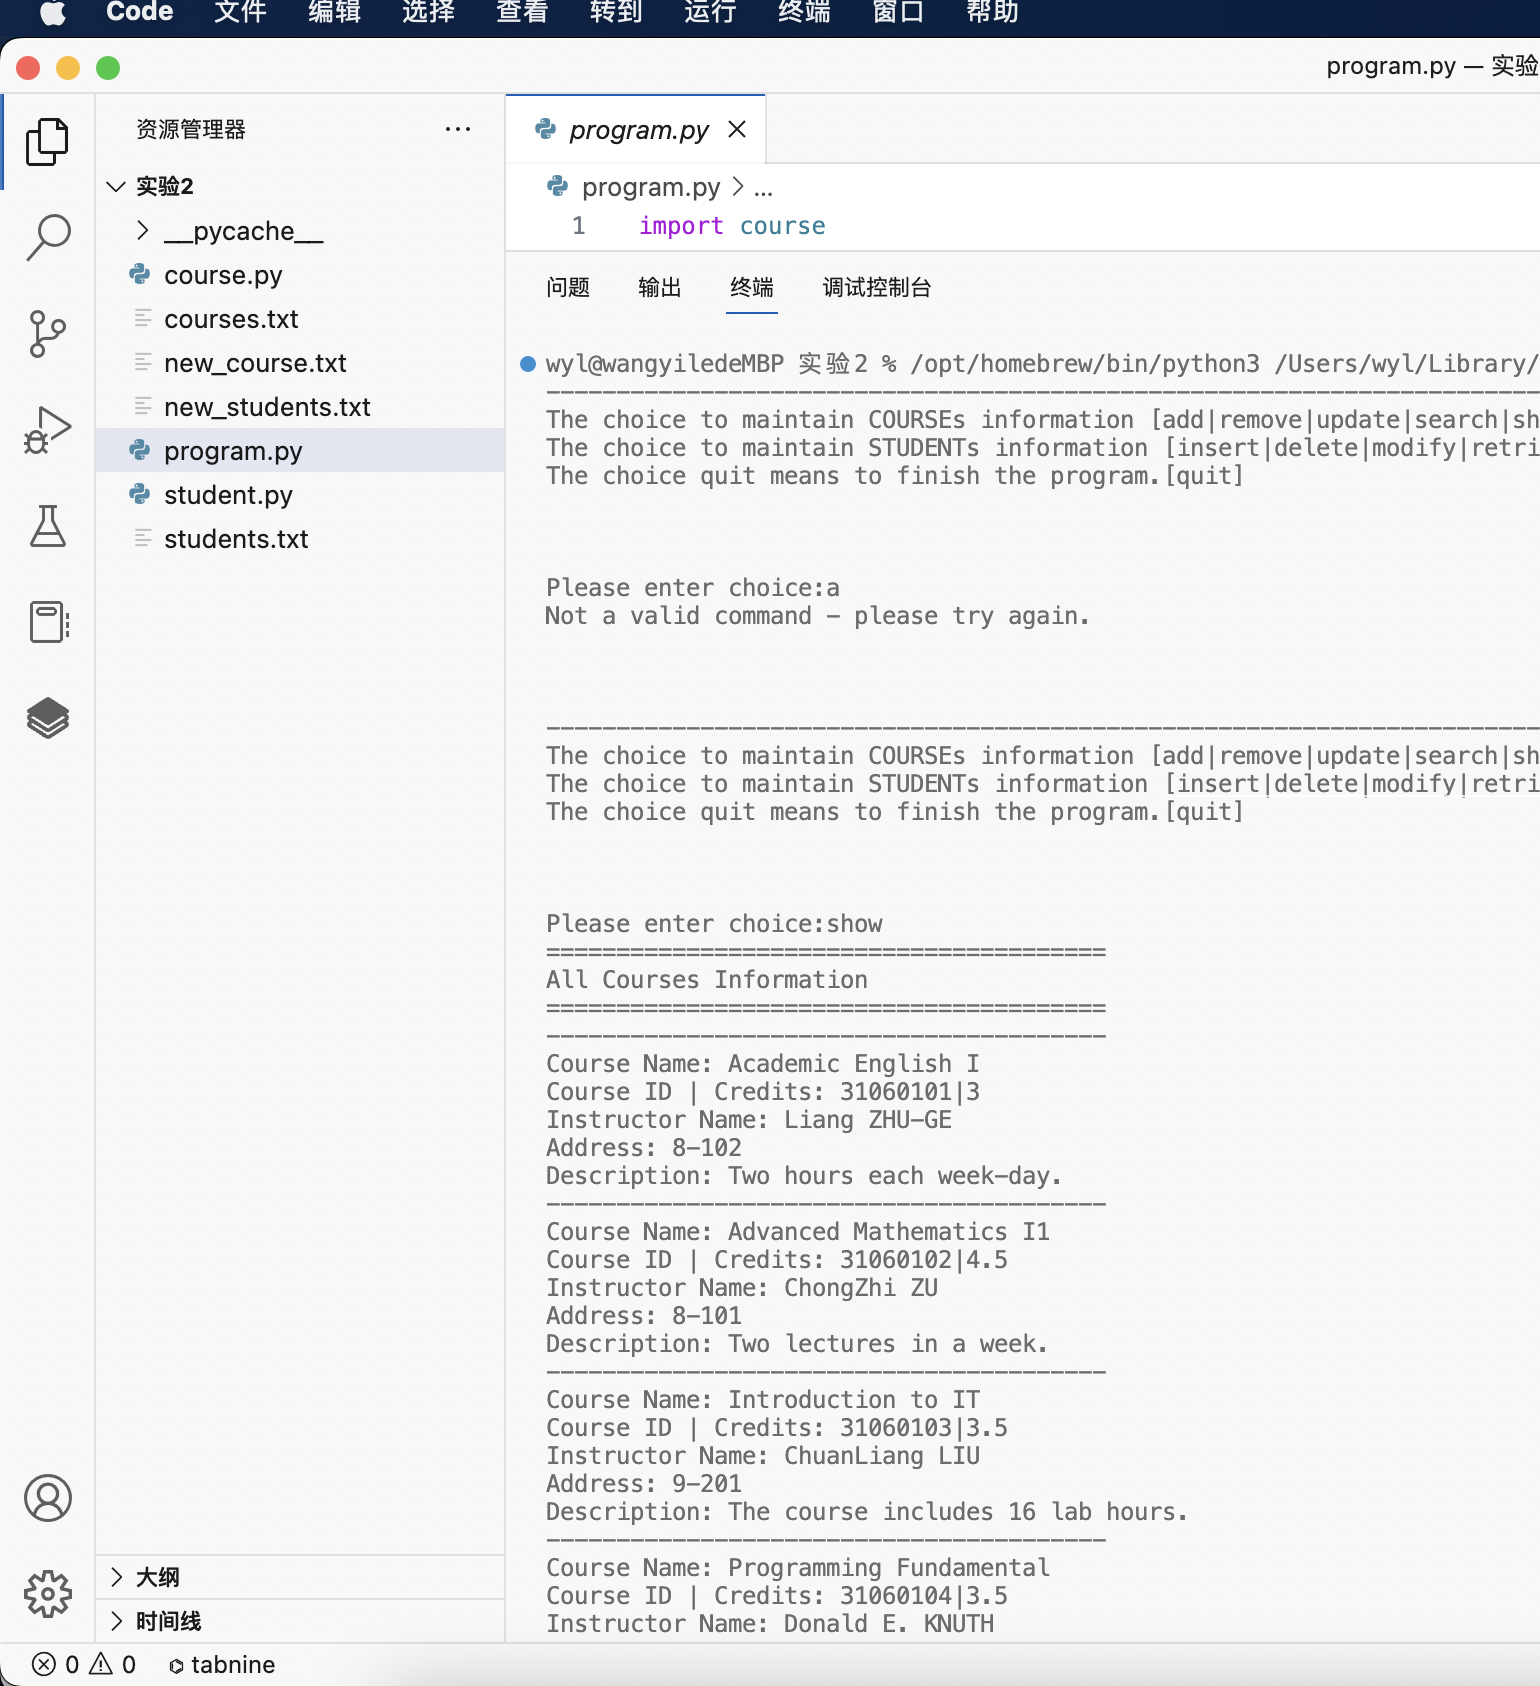 Code 文件 编辑 选择 查看 转到 运行 终端 窗口 帮助
program.py — 实验
资源管理器 ···
program.py
实验2
program.py > ...
__pycache__
1 import course
course.py
courses.txt
new_course.txt
new_students.txt
program.py
student.py
students.txt
问题 输出 终端 调试控制台
wyl@wangyiledeMBP 实验2 % /opt/homebrew/bin/python3 /Users/wyl/Library/
--------------------------------------------------------------------------------
The choice to maintain COURSEs information [add|remove|update|search|sh
The choice to maintain STUDENTs information [insert|delete|modify|retri
The choice quit means to finish the program.[quit]
Please enter choice:a
Not a valid command - please try again.
--------------------------------------------------------------------------------
The choice to maintain COURSEs information [add|remove|update|search|sh
The choice to maintain STUDENTs information [insert|delete|modify|retri
The choice quit means to finish the program.[quit]
Please enter choice:show
========================================
All Courses Information
========================================
----------------------------------------
Course Name: Academic English I
Course ID | Credits: 31060101|3
Instructor Name: Liang ZHU-GE
Address: 8-102
Description: Two hours each week-day.
----------------------------------------
Course Name: Advanced Mathematics I1
Course ID | Credits: 31060102|4.5
Instructor Name: ChongZhi ZU
Address: 8-101
Description: Two lectures in a week.
----------------------------------------
Course Name: Introduction to IT
Course ID | Credits: 31060103|3.5
Instructor Name: ChuanLiang LIU
Address: 9-201
Description: The course includes 16 lab hours.
----------------------------------------
Course Name: Programming Fundamental
Course ID | Credits: 31060104|3.5
Instructor Name: Donald E. KNUTH
大纲
时间线
0 0 tabnine